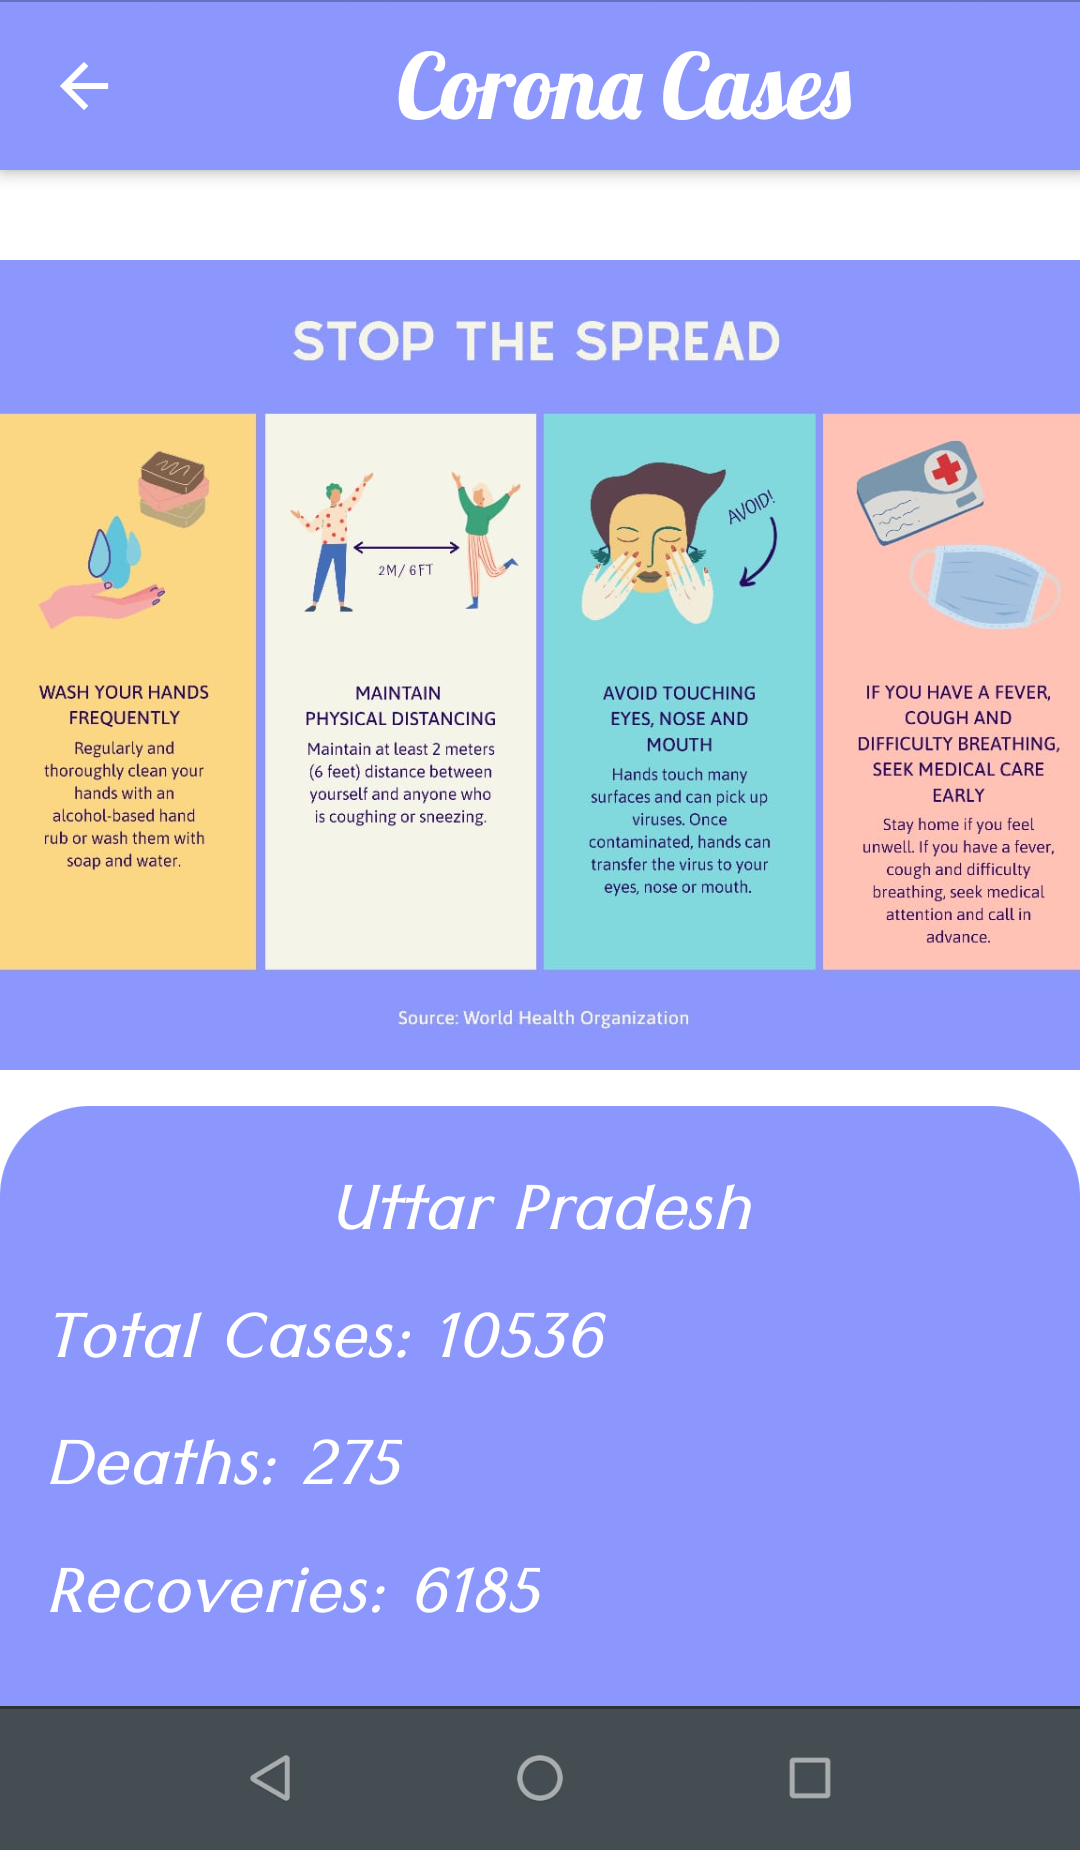 Corona Cases
STOP THE SPREAD
WASH YOUR HANDS
FREQUENTLY
Regularly and
thoroughly clean your
hands with an
alcohol-based hand
rub or wash them with
soap and water.
2M/ 6FT
MAINTAIN
PHYSICAL DISTANCING
Maintain at least 2 meters
(6 feet) distance between
yourself and anyone who
is coughing or sneezing.
AVOID!
AVOID TOUCHING
EYES, NOSE AND
MOUTH
Hands touch many
surfaces and can pick up
viruses. Once
contaminated, hands can
transfer the virus to your
eyes, nose or mouth.
IF YOU HAVE A FEVER,
COUGH AND
DIFFICULTY BREATHING,
SEEK MEDICAL CARE
EARLY
Stay home if you feel
unwell. If you have a fever,
cough and difficulty
breathing, seek medical
attention and call in
advance.
Source: World Health Organization
Uttar Pradesh
Total Cases: 10536
Deaths: 275
Recoveries: 6185